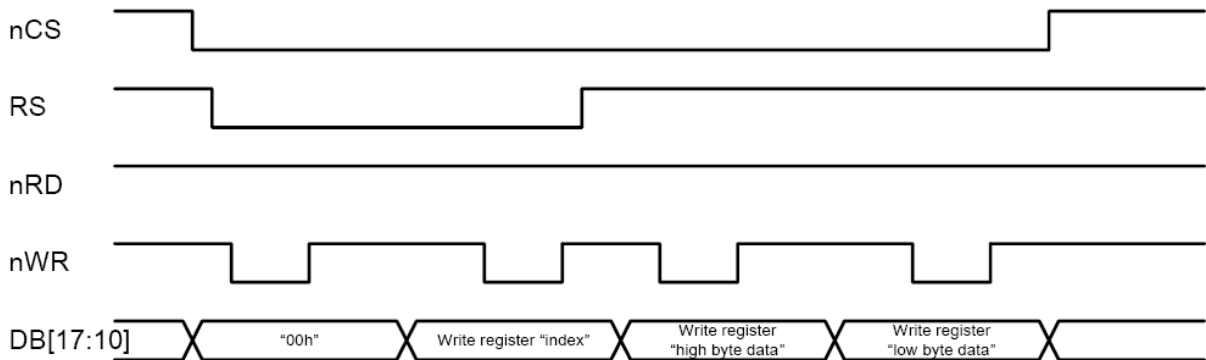 nCS
RS
nRD
nWR
DB[17:10]
“00h”
Write register “index”
Write register
“high byte data”
Write register
“low byte data”